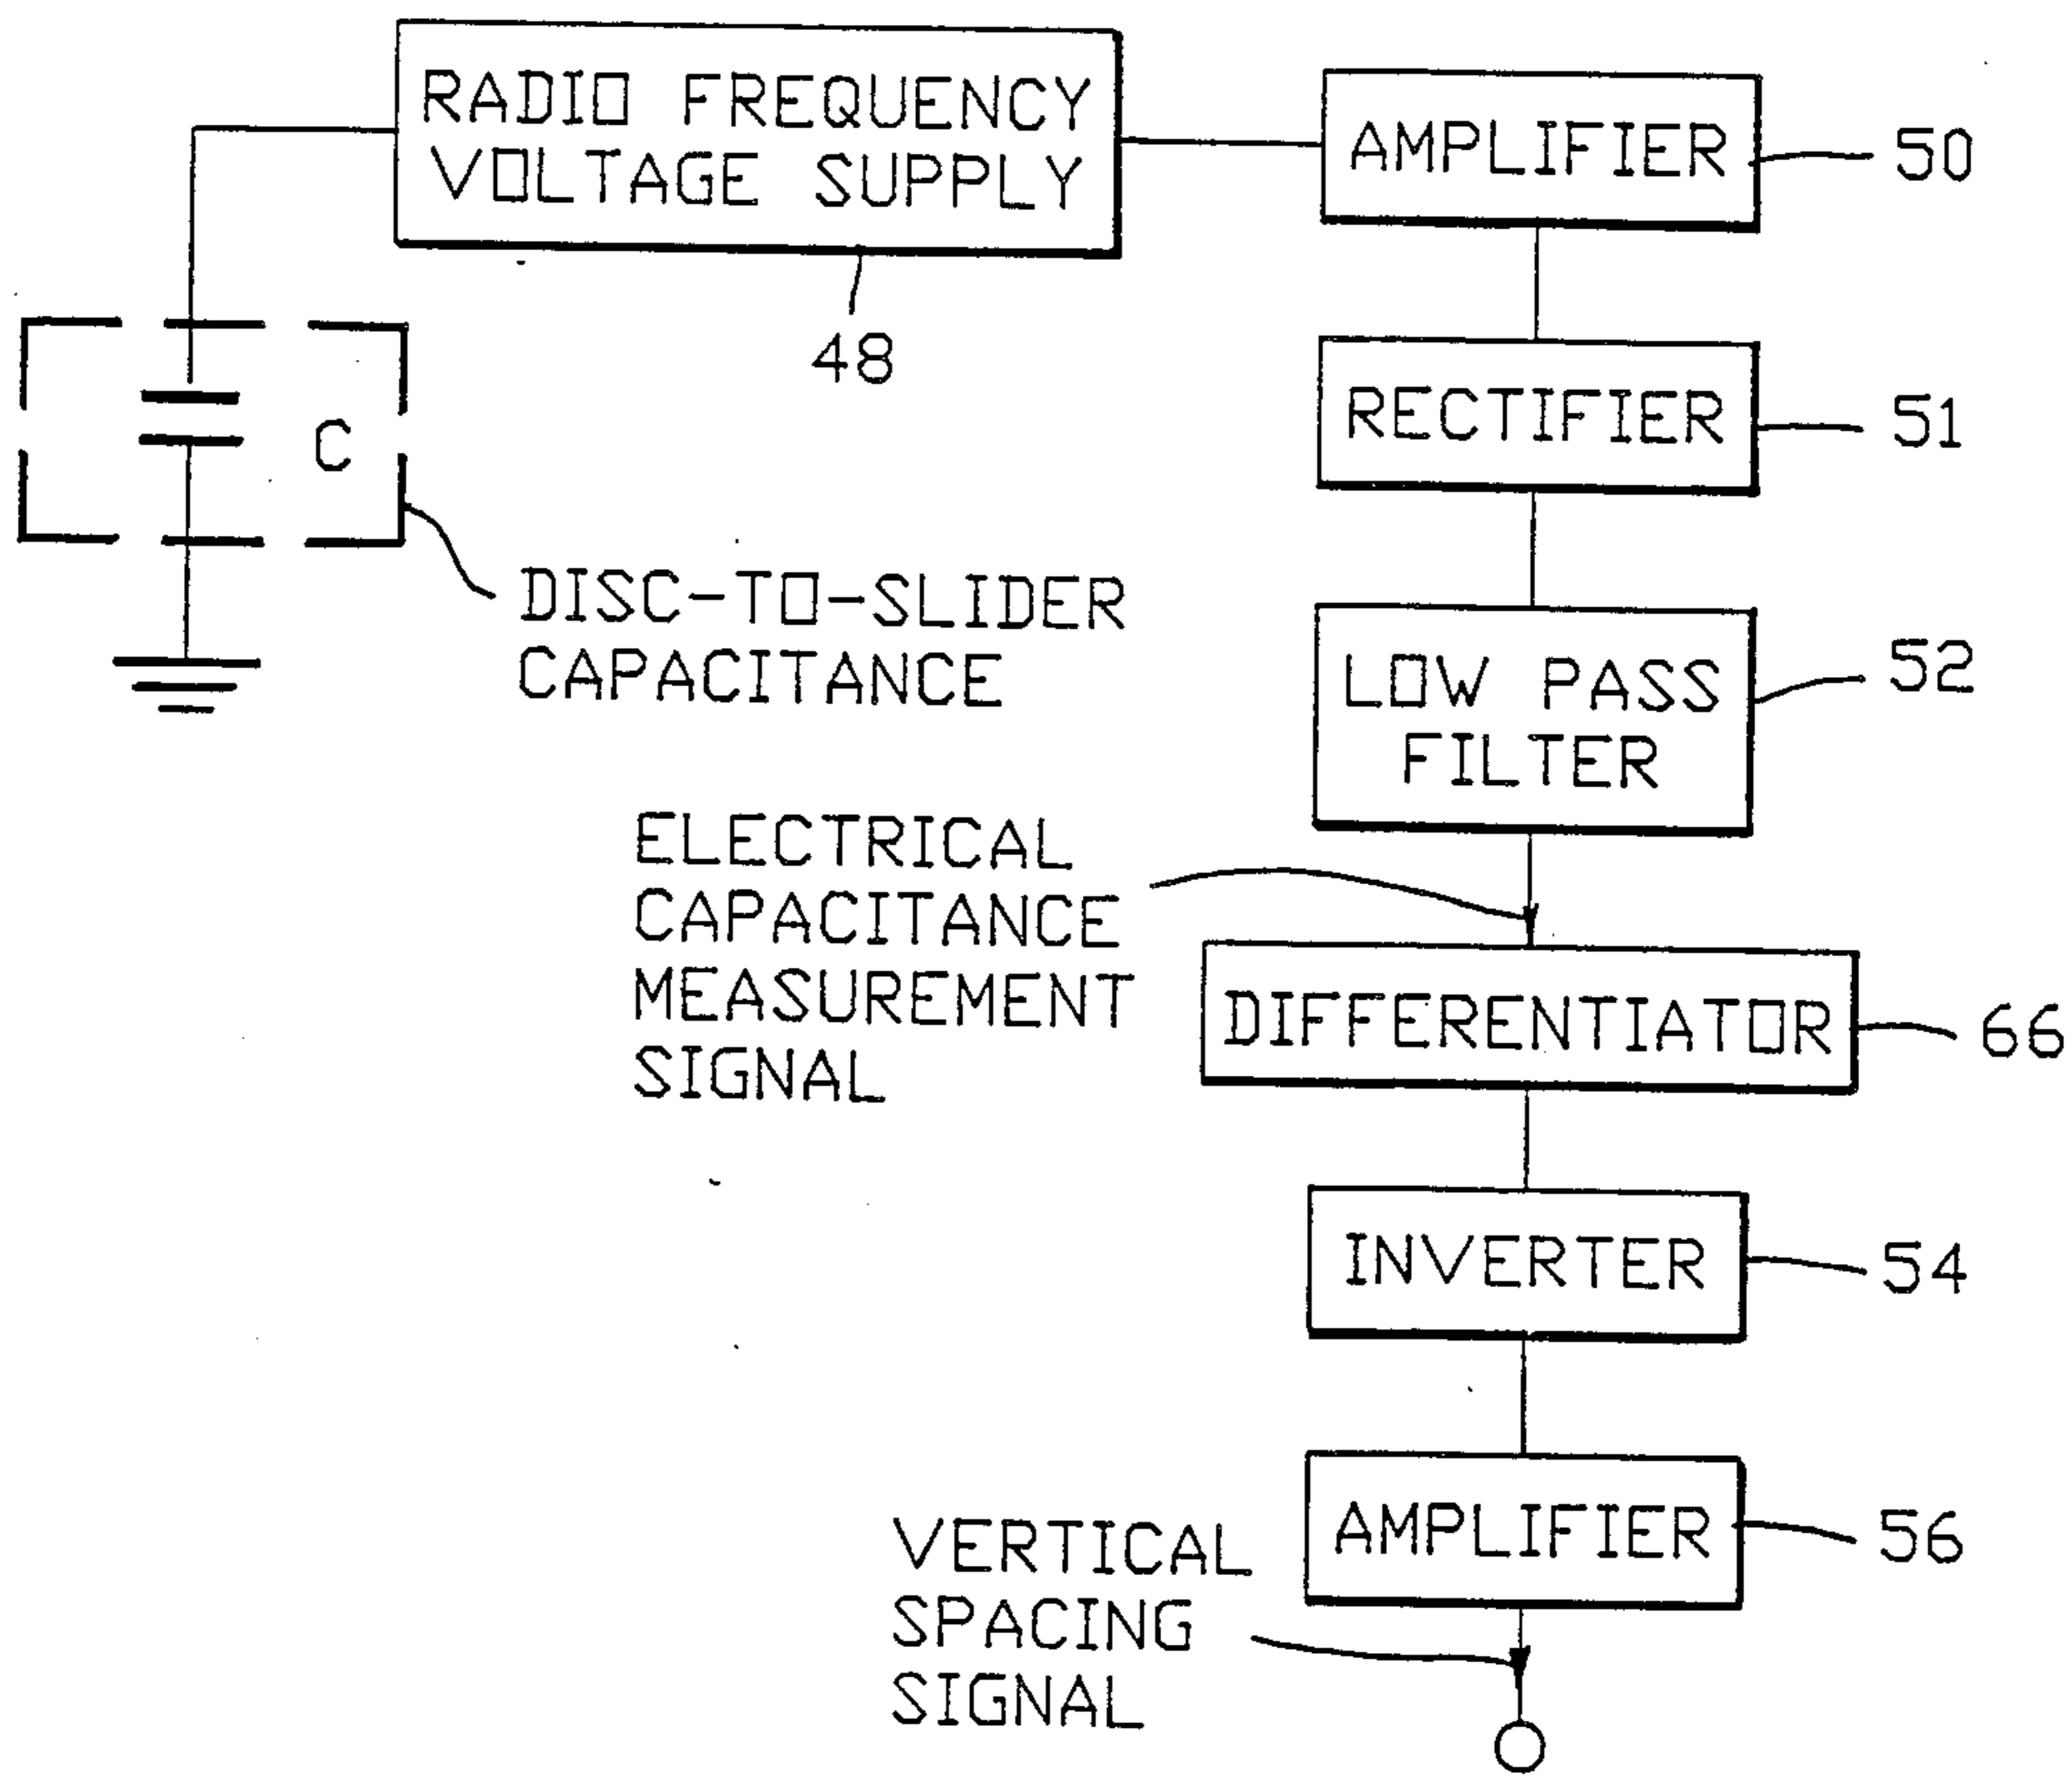 RADIO FREQUENCY
VOLTAGE SUPPLY
48
AMPLIFIER
50
RECTIFIER
51
C
DISC-TO-SLIDER
CAPACITANCE
LOW PASS
FILTER
52
ELECTRICAL
CAPACITANCE
MEASUREMENT
SIGNAL
DIFFERENTIATOR
66
INVERTER
54
AMPLIFIER
56
VERTICAL
SPACING
SIGNAL